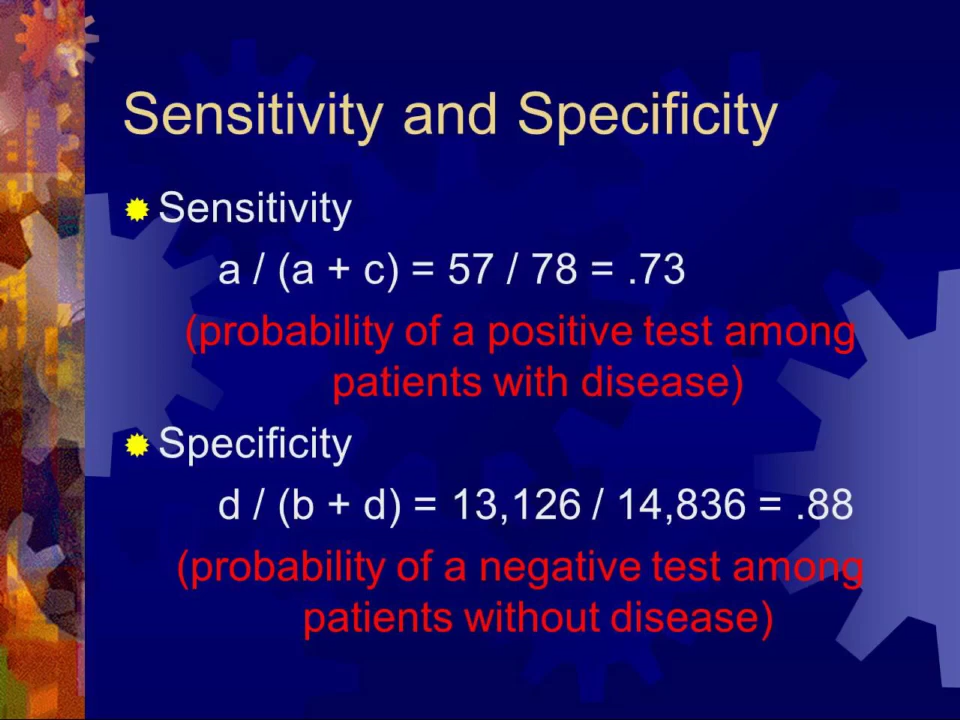 Sensitivity and Specificity
Sensitivity
a / (a + c) = 57 / 78 = .73
(probability of a positive test among
patients with disease)
Specificity
d / (b + d) = 13,126 / 14,836 = .88
(probability of a negative test among
patients without disease)